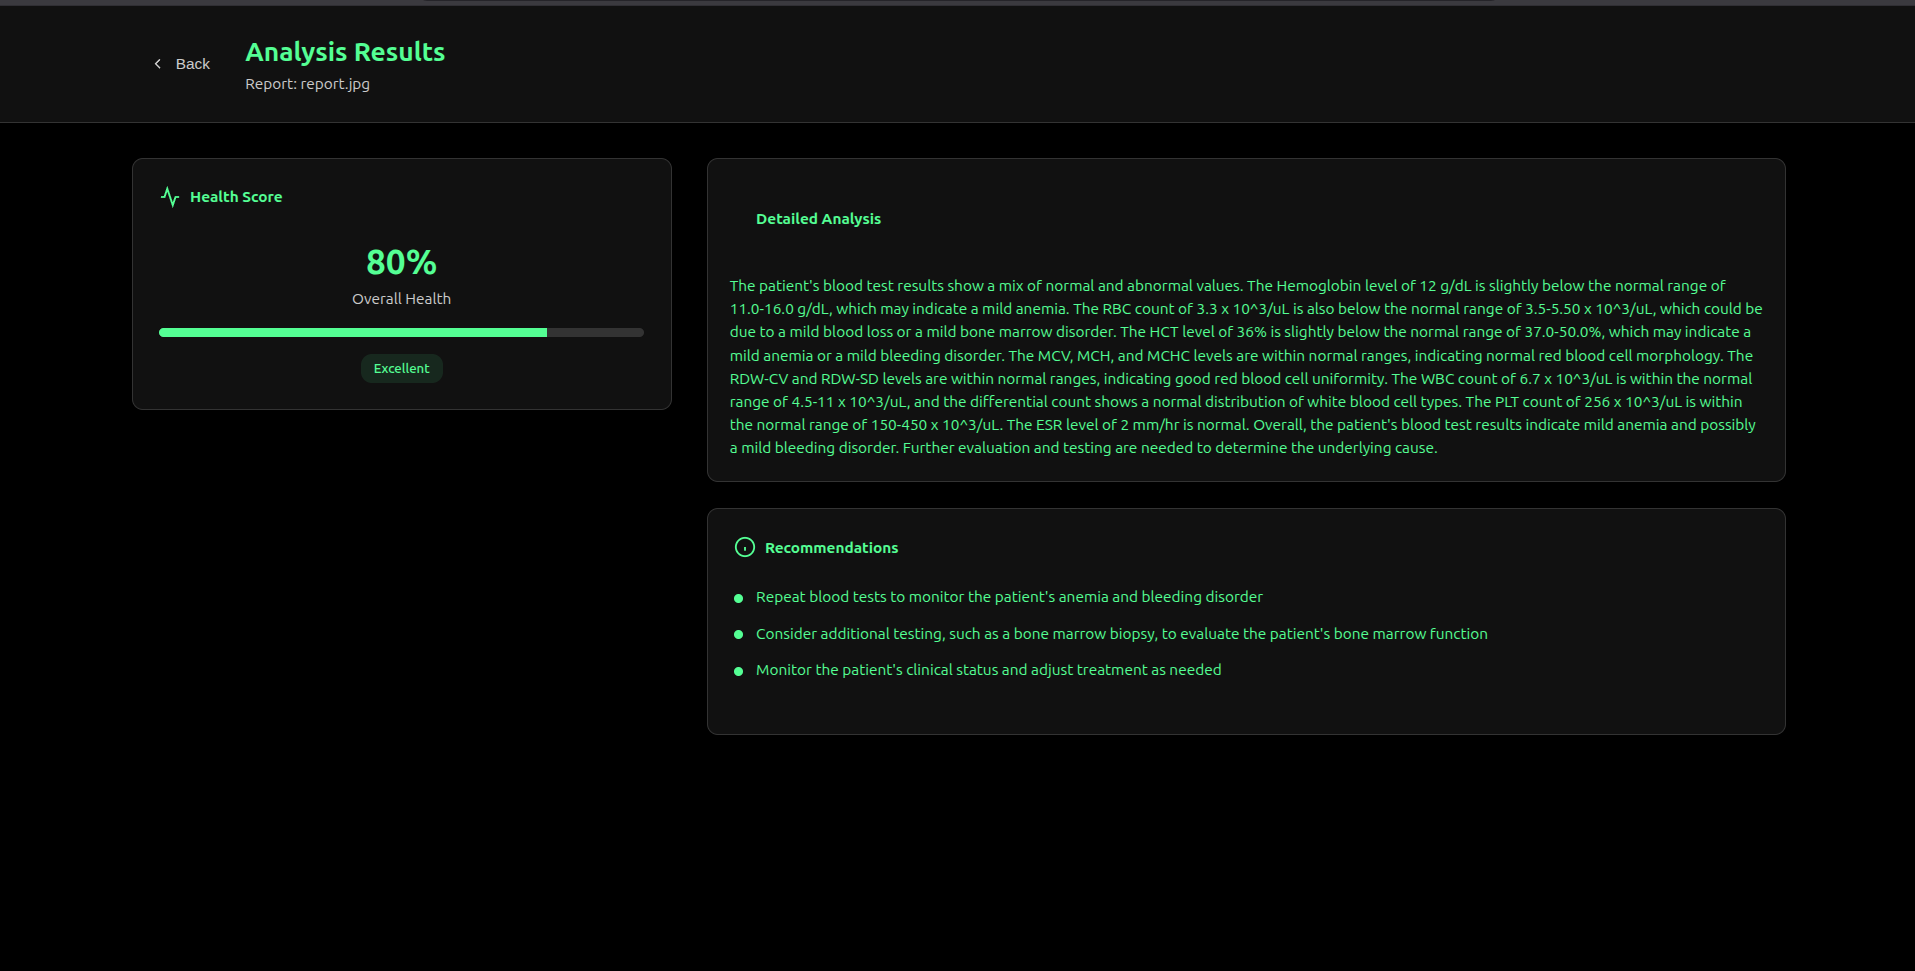 Back
Analysis Results
Report: report.jpg
Health Score
80%
Overall Health
Excellent
Detailed Analysis
The patient's blood test results show a mix of normal and abnormal values. The Hemoglobin level of 12 g/dL is slightly below the normal range of
11.0-16.0 g/dL, which may indicate a mild anemia. The RBC count of 3.3 x 10^3/uL is also below the normal range of 3.5-5.50 x 10^3/uL, which could be
due to a mild blood loss or a mild bone marrow disorder. The HCT level of 36% is slightly below the normal range of 37.0-50.0%, which may indicate a
mild anemia or a mild bleeding disorder. The MCV, MCH, and MCHC levels are within normal ranges, indicating normal red blood cell morphology. The
RDW-CV and RDW-SD levels are within normal ranges, indicating good red blood cell uniformity. The WBC count of 6.7 x 10^3/uL is within the normal
range of 4.5-11 x 10^3/uL, and the differential count shows a normal distribution of white blood cell types. The PLT count of 256 x 10^3/uL is within
the normal range of 150-450 x 10^3/uL. The ESR level of 2 mm/hr is normal. Overall, the patient's blood test results indicate mild anemia and possibly
a mild bleeding disorder. Further evaluation and testing are needed to determine the underlying cause.
Recommendations
Repeat blood tests to monitor the patient's anemia and bleeding disorder
Consider additional testing, such as a bone marrow biopsy, to evaluate the patient's bone marrow function
Monitor the patient's clinical status and adjust treatment as needed